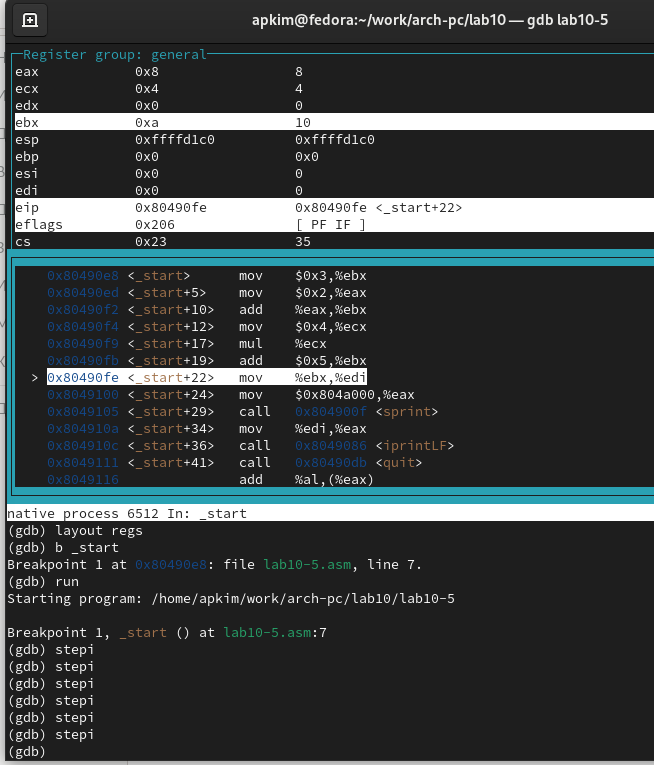 apkim@fedora:~/work/arch-pc/lab10 — gdb lab10-5
Register group: general
eax 0x8 8
ecx 0x4 4
edx 0x0 0
ebx 0xa 10
esp 0xffffd1c0 0xffffd1c0
ebp 0x0 0x0
esi 0x0 0
edi 0x0 0
eip 0x80490fe 0x80490fe <_start+22>
eflags 0x206 [ PF IF ]
cs 0x23 35
0x80490e8 <_start> mov $0x3,%ebx
0x80490ed <_start+5> mov $0x2,%eax
0x80490f2 <_start+10> add %eax,%ebx
0x80490f4 <_start+12> mov $0x4,%ecx
0x80490f9 <_start+17> mul %ecx
0x80490fb <_start+19> add $0x5,%ebx
> 0x80490fe <_start+22> mov %ebx,%edi
0x8049100 <_start+24> mov $0x804a000,%eax
0x8049105 <_start+29> call 0x804900f <sprint>
0x804910a <_start+34> mov %edi,%eax
0x804910c <_start+36> call 0x8049086 <iprintLF>
0x8049111 <_start+41> call 0x80490db <quit>
0x8049116 add %al,(%eax)
native process 6512 In: _start
(gdb) layout regs
(gdb) b _start
Breakpoint 1 at 0x80490e8: file lab10-5.asm, line 7.
(gdb) run
Starting program: /home/apkim/work/arch-pc/lab10/lab10-5
Breakpoint 1, _start () at lab10-5.asm:7
(gdb) stepi
(gdb) stepi
(gdb) stepi
(gdb) stepi
(gdb) stepi
(gdb) stepi
(gdb)